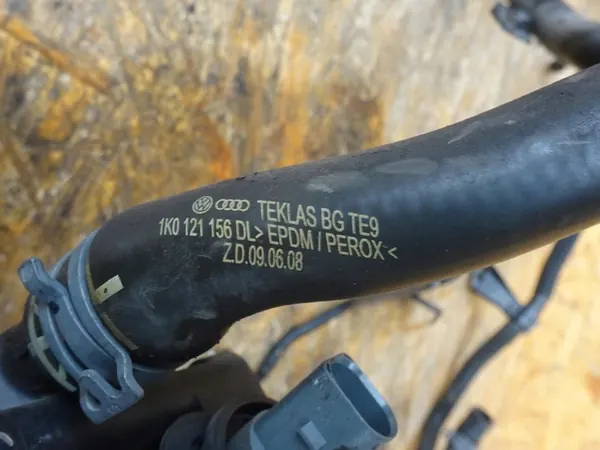 TEKLAS BG TE9
1K0 121 156 DL> EPDM / PEROX <
Z.D.09.06.08